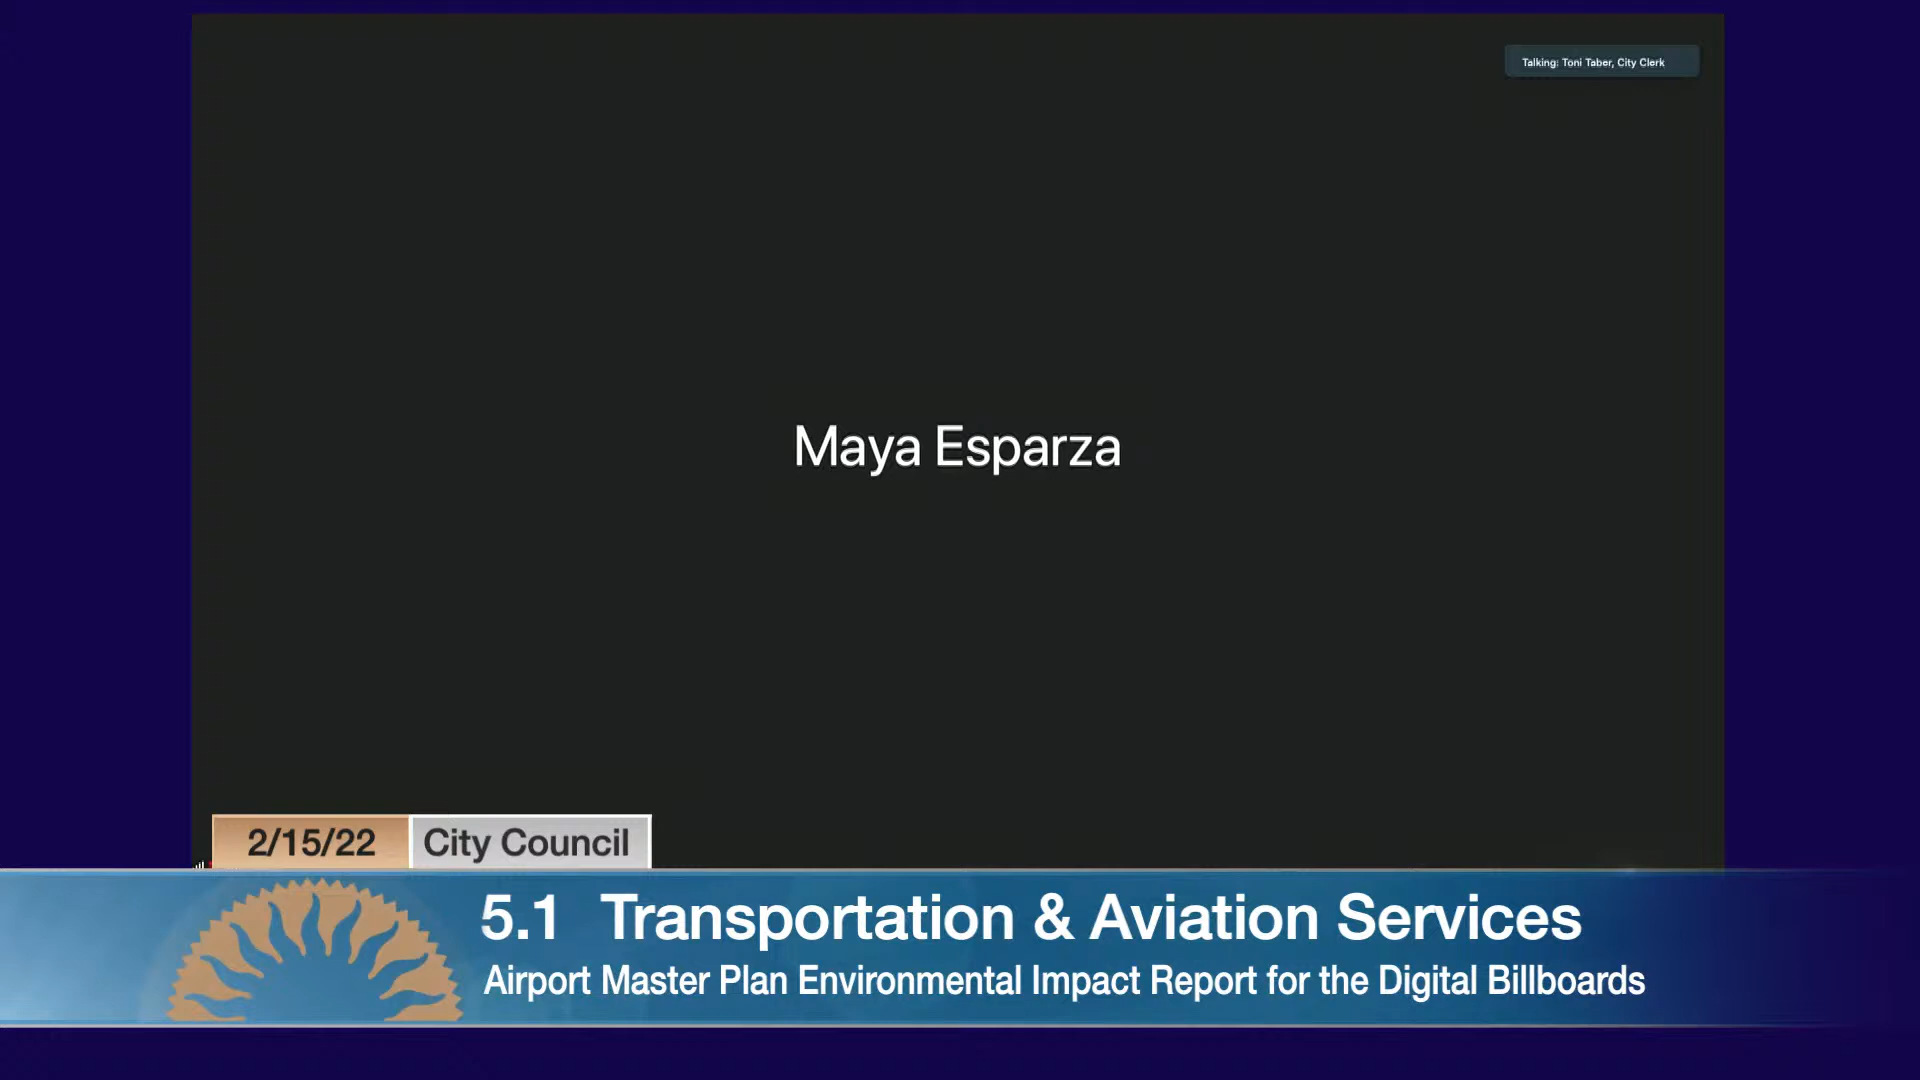 Talking: Toni Taber, City Clerk
Maya Esparza
2/15/22 City Council
5.1 Transportation & Aviation Services
Airport Master Plan Environmental Impact Report for the Digital Billboards